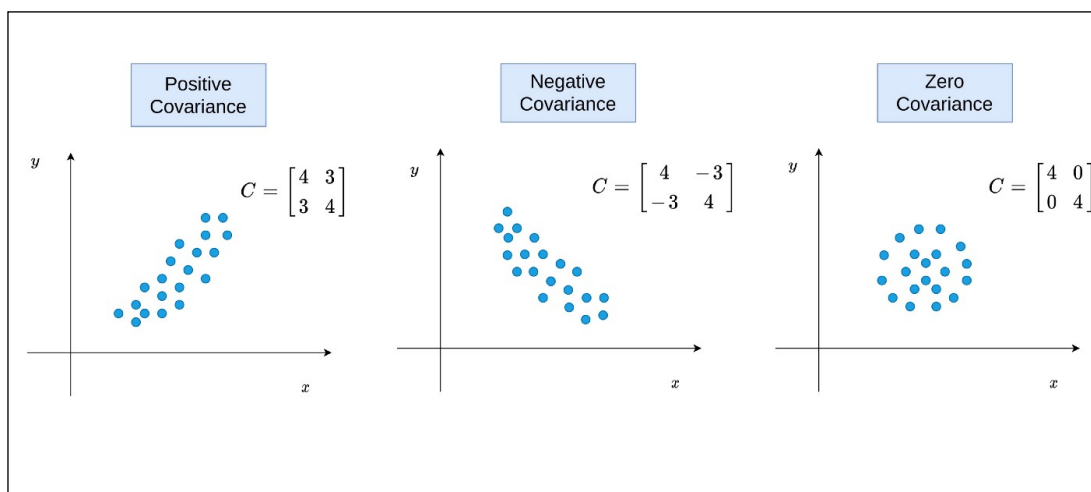 Positive
Covariance
Negative
Covariance
Zero
Covariance
y
C = [4 3
3 4]
x
y
C = [4 -3
-3 4]
x
y
C = [4 0
0 4]
x